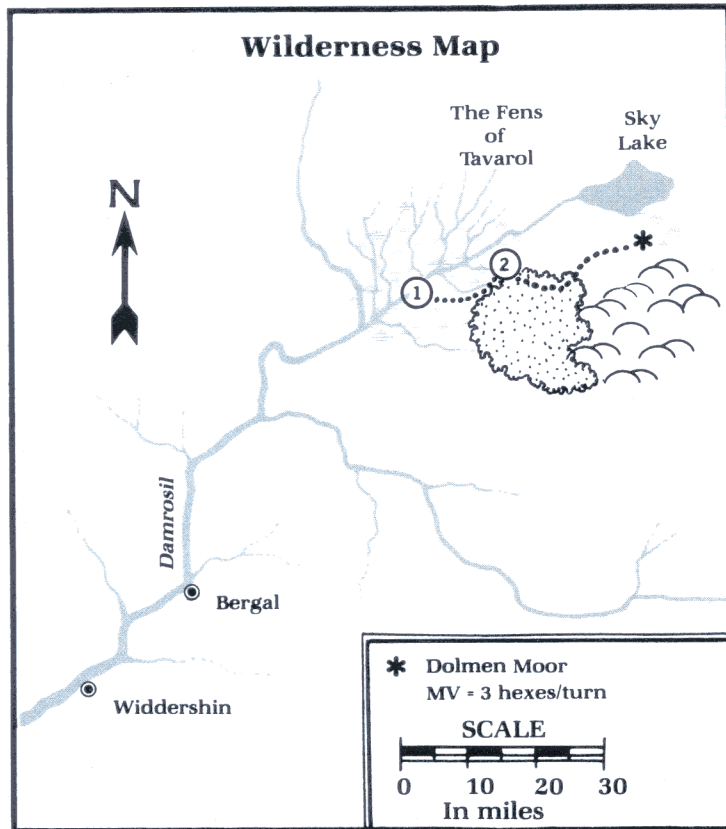 Wilderness Map
The Fens
of
Tavarol
Sky
Lake
N
1
2
Damrosil
Bergal
Widdershin
Dolmen Moor
MV = 3 hexes/turn
SCALE
0 10 20 30
In miles